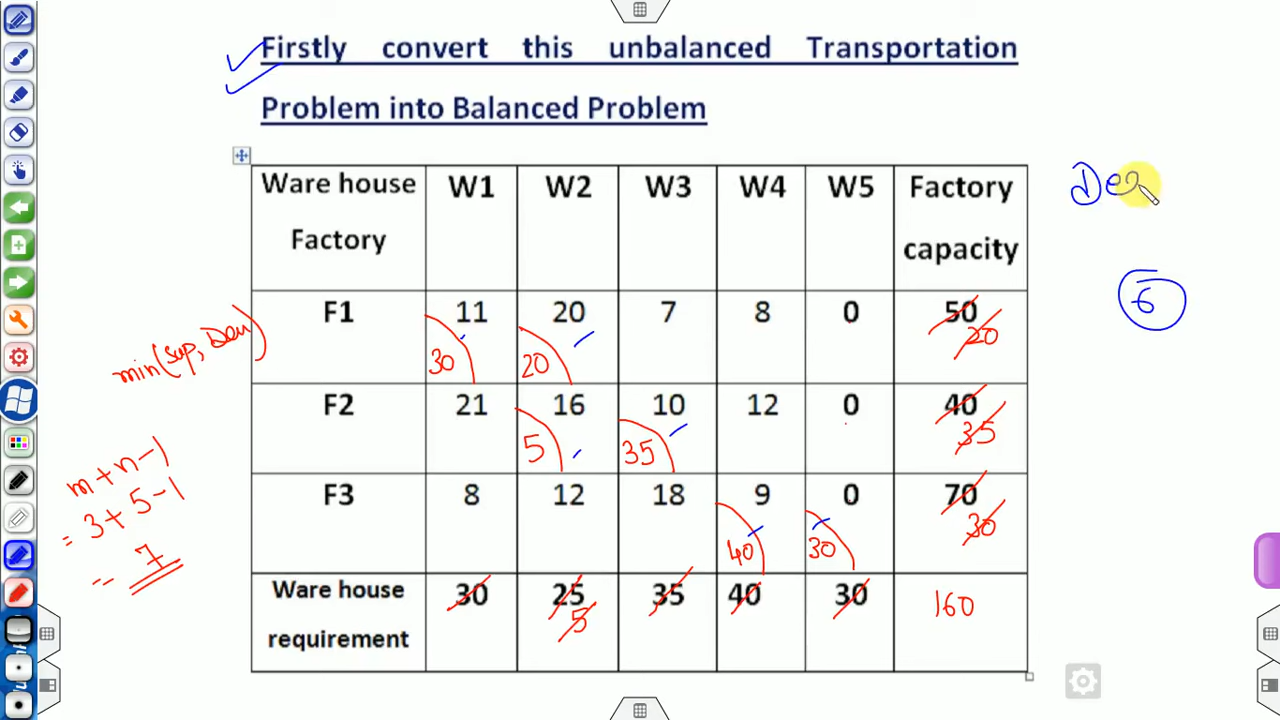 Firstly convert this unbalanced Transportation
Problem into Balanced Problem
Ware house Factory W1 W2 W3 W4 W5 Factory capacity
F1 11 20 7 8 0 50 20
30 20
min(sup, Dem)
F2 21 16 10 12 0 40 35
5 35
F3 8 12 18 9 0 70 30
40 30
Ware house requirement 30 25 5 35 40 30 160
m+n-1
= 3+5-1
= 7
De
6